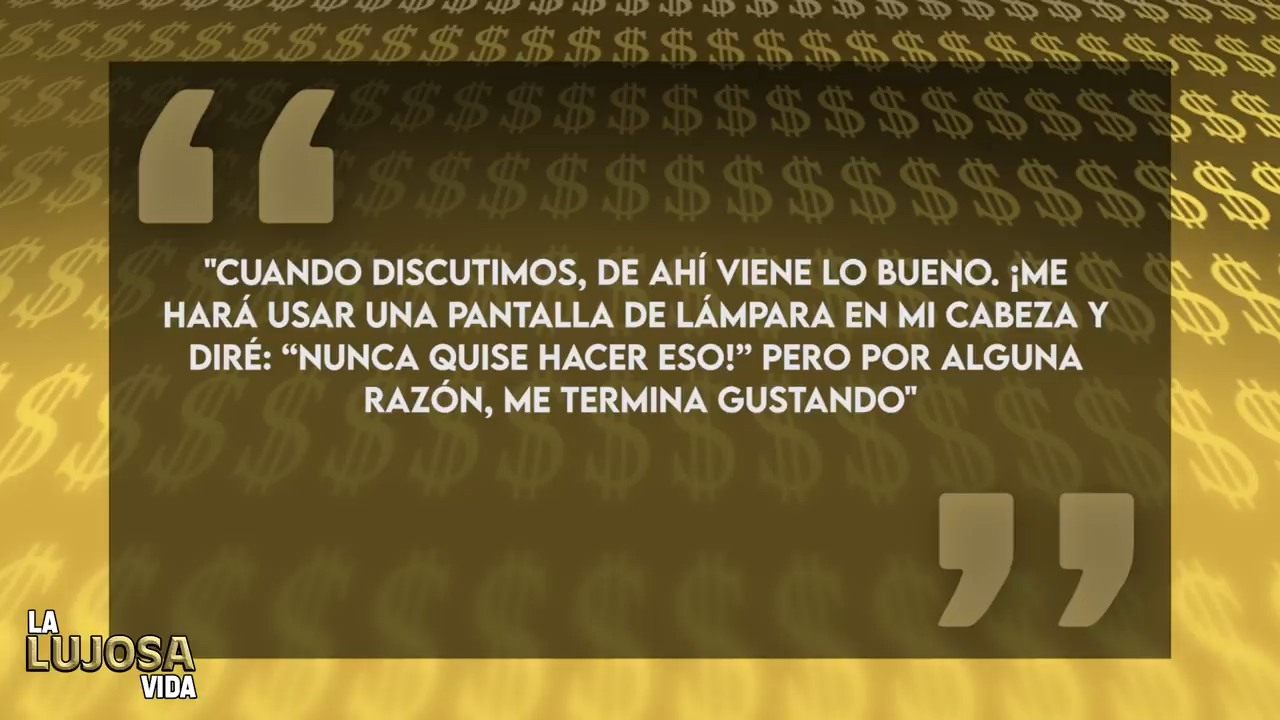 "CUANDO DISCUTIMOS, DE AHÍ VIENE LO BUENO. ¡ME
HARÁ USAR UNA PANTALLA DE LÁMPARA EN MI CABEZA Y
DIRÉ: “NUNCA QUISE HACER ESO!” PERO POR ALGUNA
RAZÓN, ME TERMINA GUSTANDO"
LA
LUJOSA
VIDA